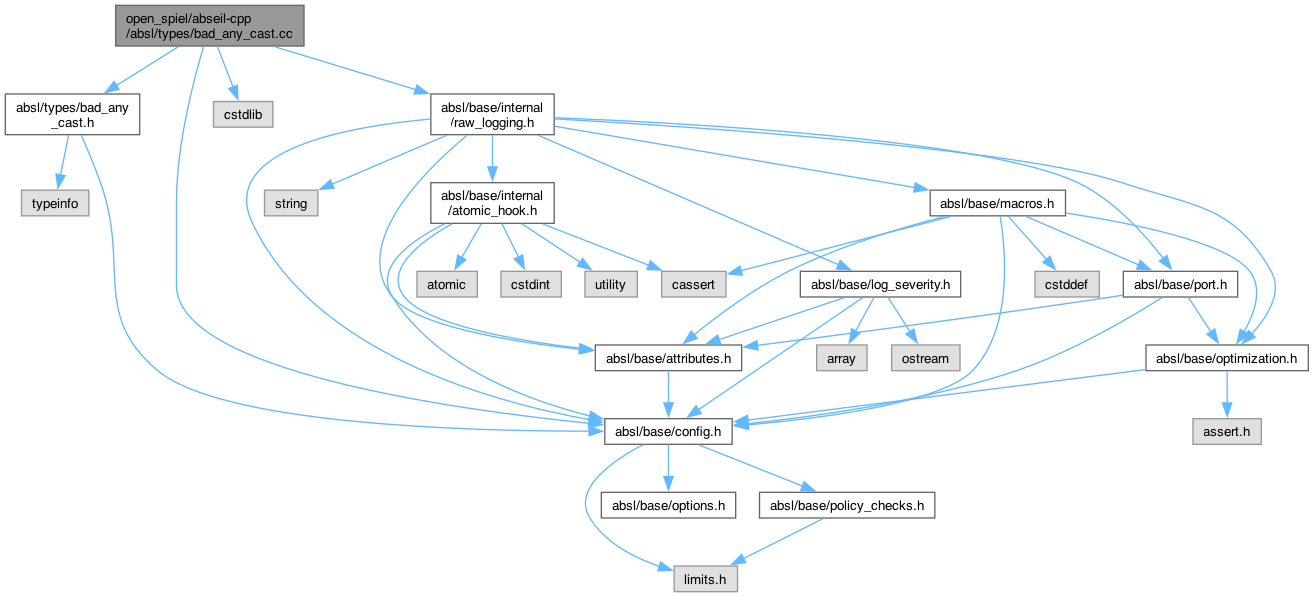 open_spiel/abseil-cpp
/absl/types/bad_any_cast.cc
absl/types/bad_any
_cast.h
cstdlib
absl/base/internal
/raw_logging.h
typeinfo
string
absl/base/internal
/atomic_hook.h
absl/base/macros.h
atomic
cstdint
utility
cassert
absl/base/log_severity.h
cstddef
absl/base/port.h
absl/base/attributes.h
array
ostream
absl/base/optimization.h
absl/base/config.h
assert.h
absl/base/options.h
absl/base/policy_checks.h
limits.h